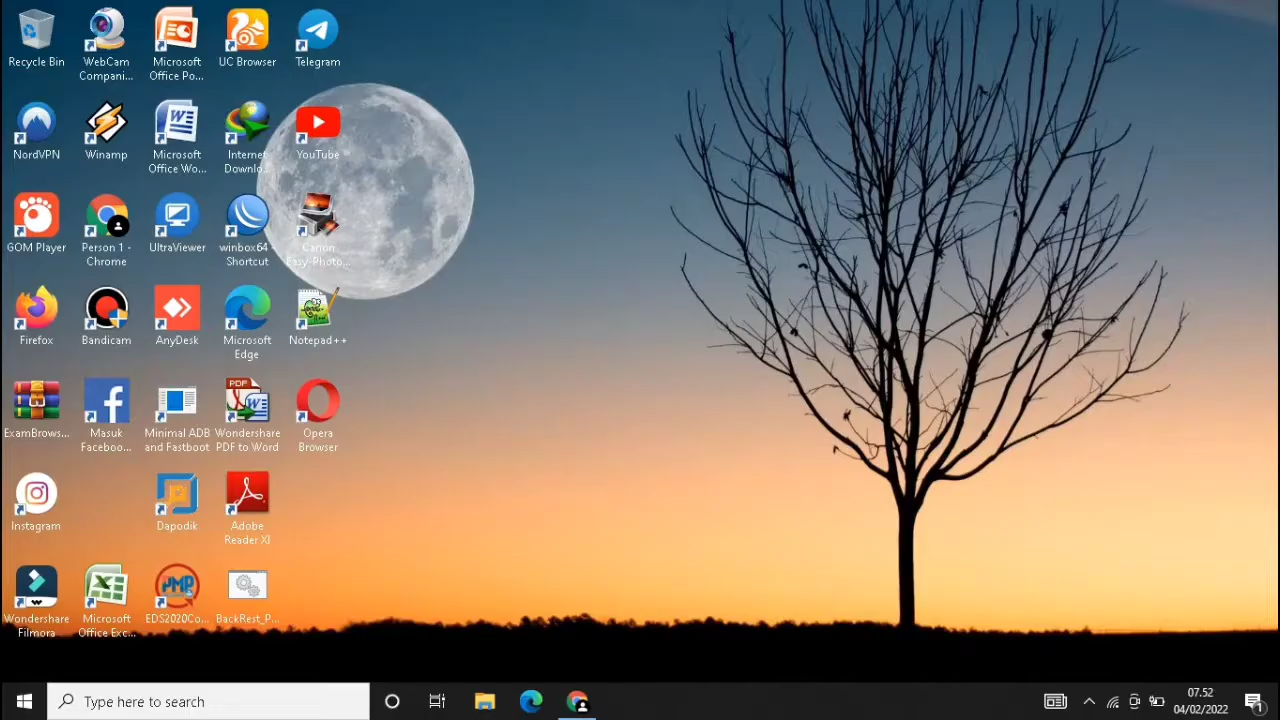 Recycle Bin
WebCam
Compani...
Microsoft
Office Po...
UC Browser
Telegram
NordVPN
Winamp
Microsoft
Office Wo...
Internet
Downlo...
YouTube
GOM Player
Person 1 -
Chrome
UltraViewer
winbox64 -
Shortcut
Canon
Easy-Photo...
Firefox
Bandicam
AnyDesk
Microsoft
Edge
Notepad++
ExamBrows...
Masuk
Faceboo...
Minimal ADB
and Fastboot
PDF
Wondershare
PDF to Word
Opera
Browser
Instagram
Dapodik
Adobe
Reader XI
Wondershare
Filmora
Microsoft
Office Exc...
PMP
EDS2020Co...
BackRest_P...
Type here to search
07.52
04/02/2022
1